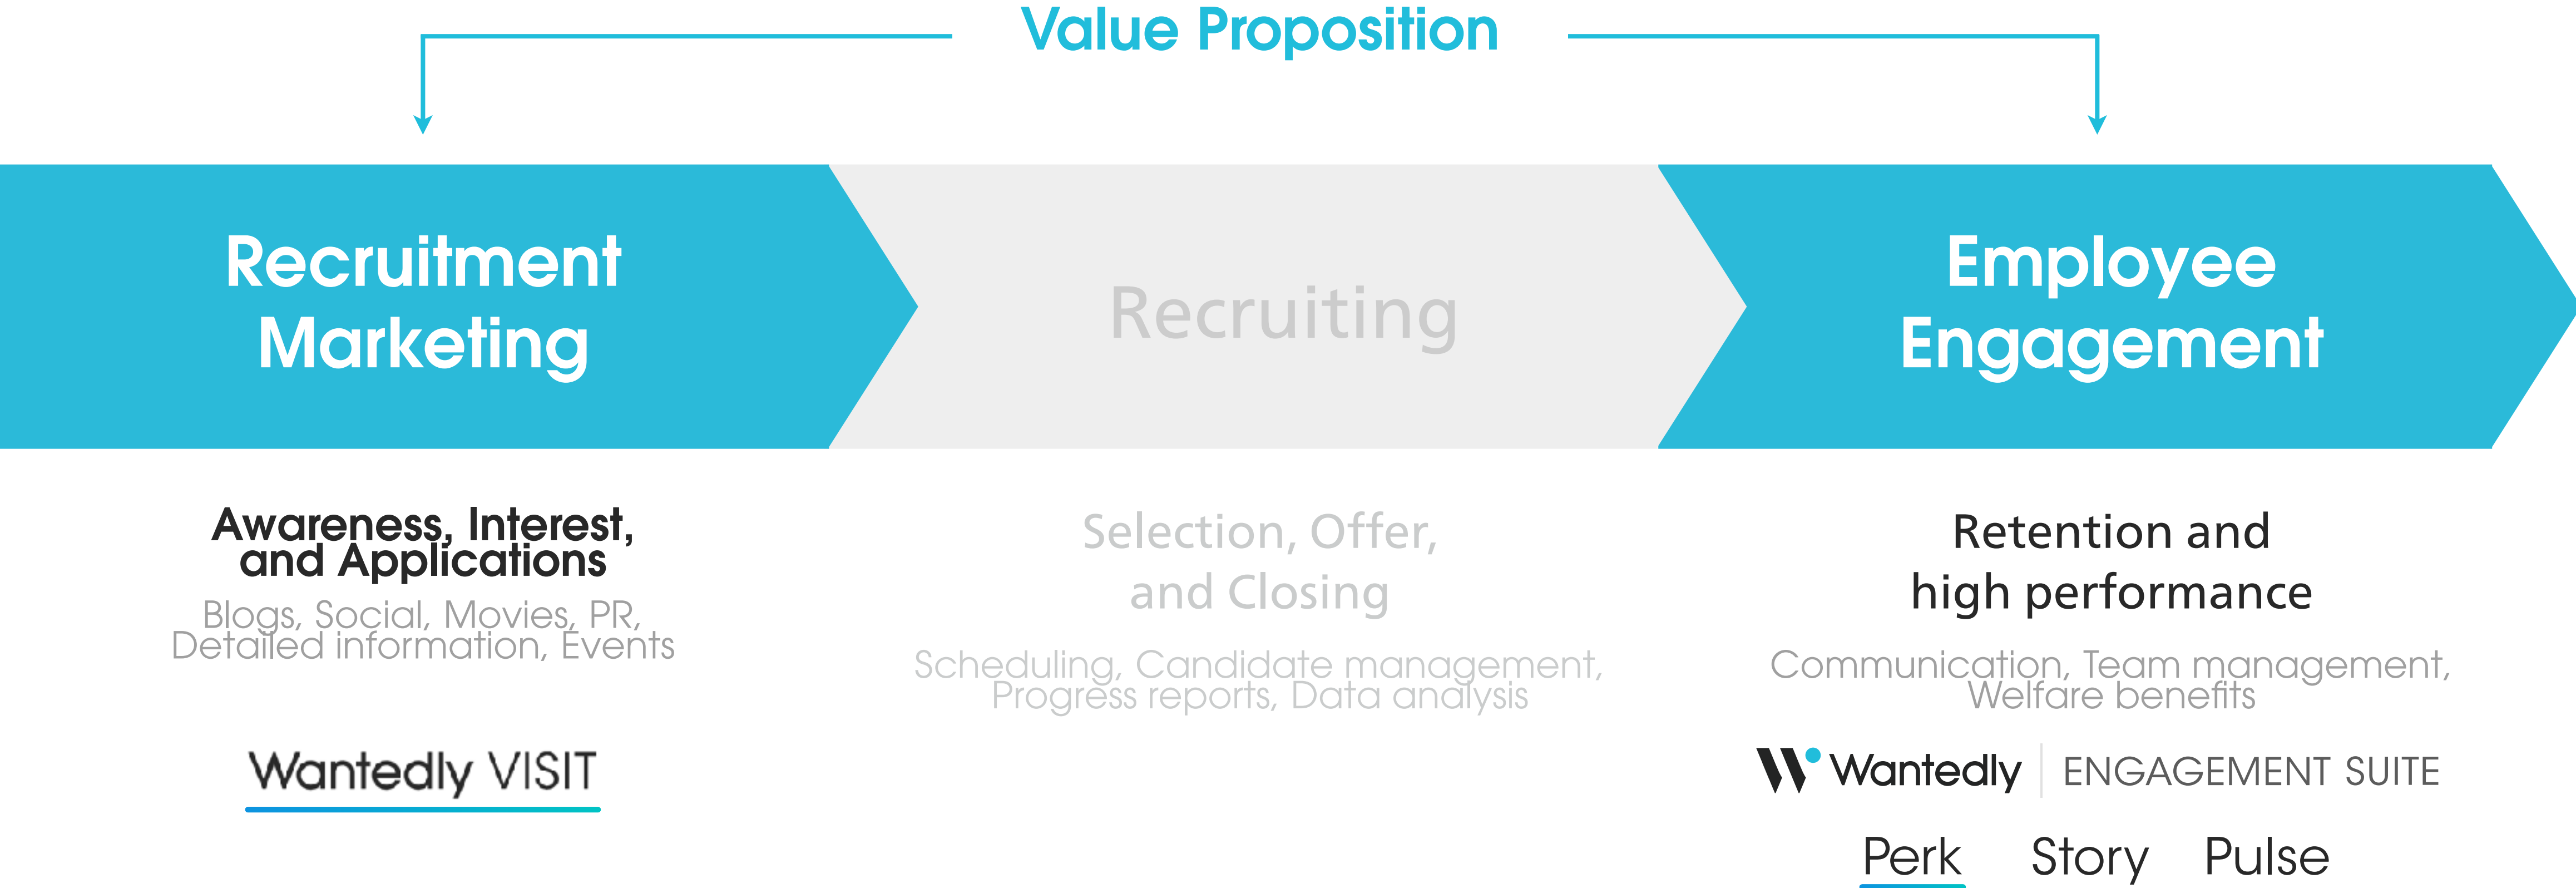 Value Proposition
Recruitment
Marketing
Recruiting
Employee
Engagement
Awareness, Interest,
and Applications
Blogs, Social, Movies, PR,
Detailed information, Events
Wantedly VISIT
Selection, Offer,
and Closing
Scheduling, Candidate management,
Progress reports, Data analysis
Retention and
high performance
Communication, Team management,
Welfare benefits
Wantedly ENGAGEMENT SUITE
Perk Story Pulse